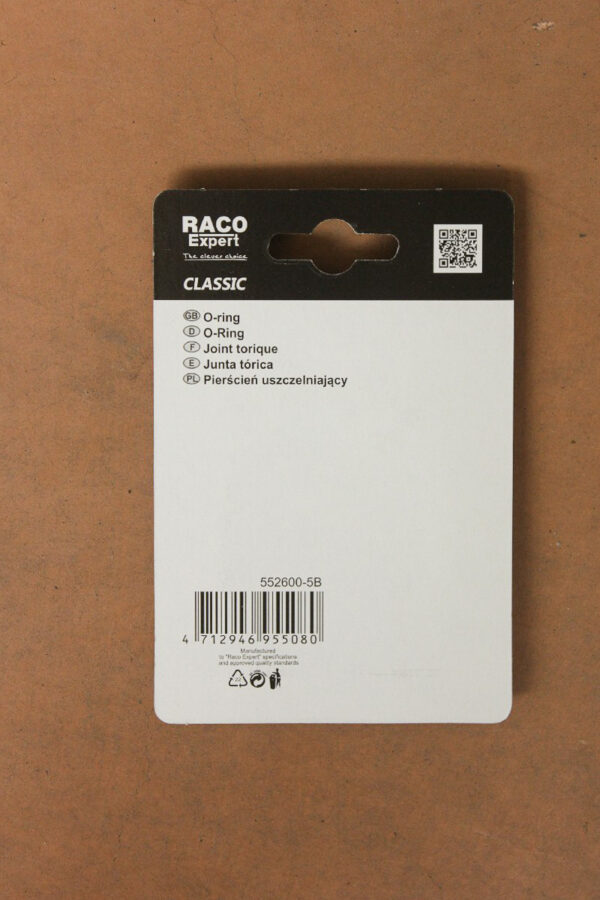 RACO
Expert
The clever choice
CLASSIC
GB O-ring
D O-Ring
F Joint torique
E Junta tórica
PL Pierścień uszczelniający
552600-5B
4 712946 955080
Manufactured
to "Raco Expert" specifications
and approved quality standards